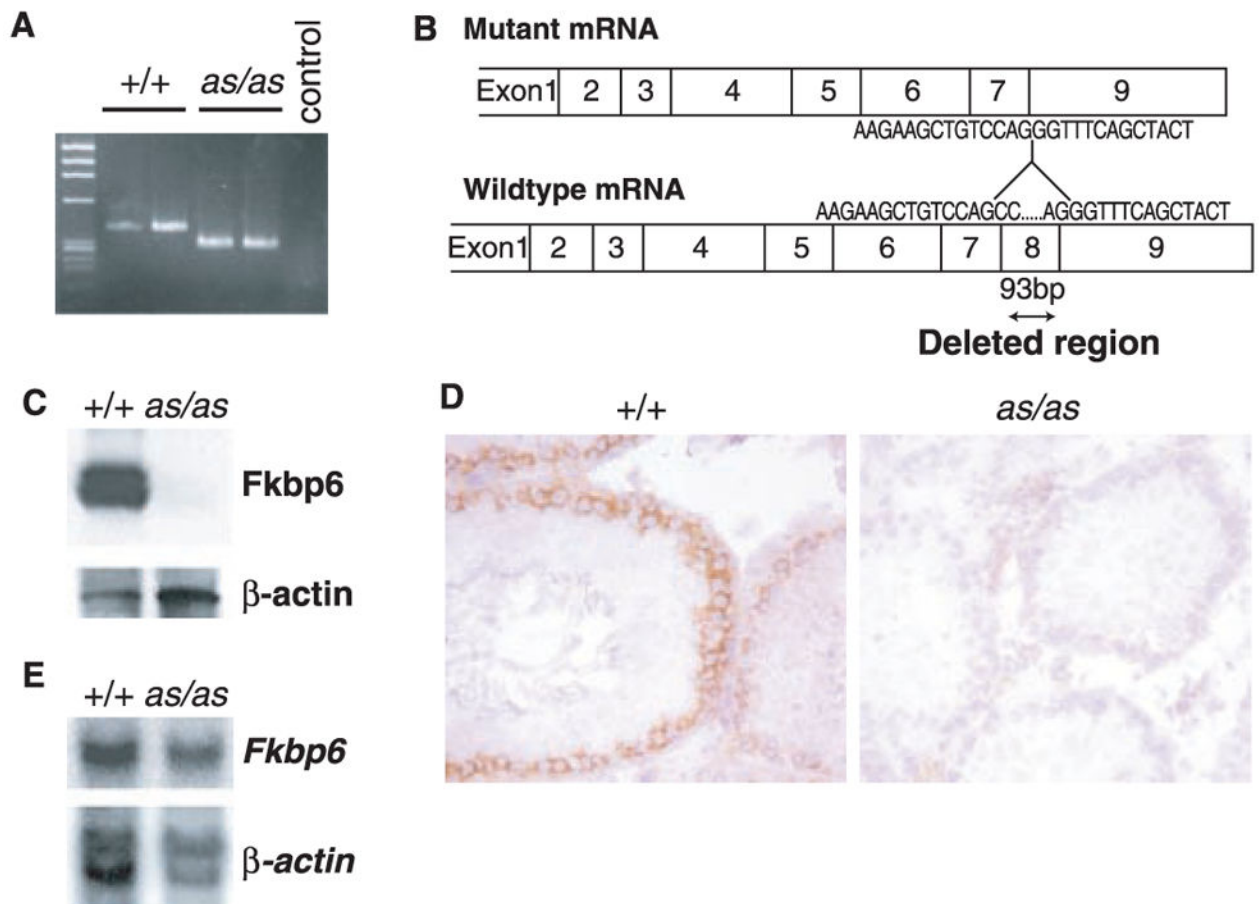 A
+/+ as/as control
B Mutant mRNA
Exon1 2 3 4 5 6 7 9
AAGAAGCTGTCCAGGGTTTCAGCTACT
Wildtype mRNA
AAGAAGCTGTCCAGCC.....AGGGTTTCAGCTACT
Exon1 2 3 4 5 6 7 8 9
93bp
Deleted region
C +/+ as/as
Fkbp6
β-actin
D +/+ as/as
E +/+ as/as
Fkbp6
β-actin